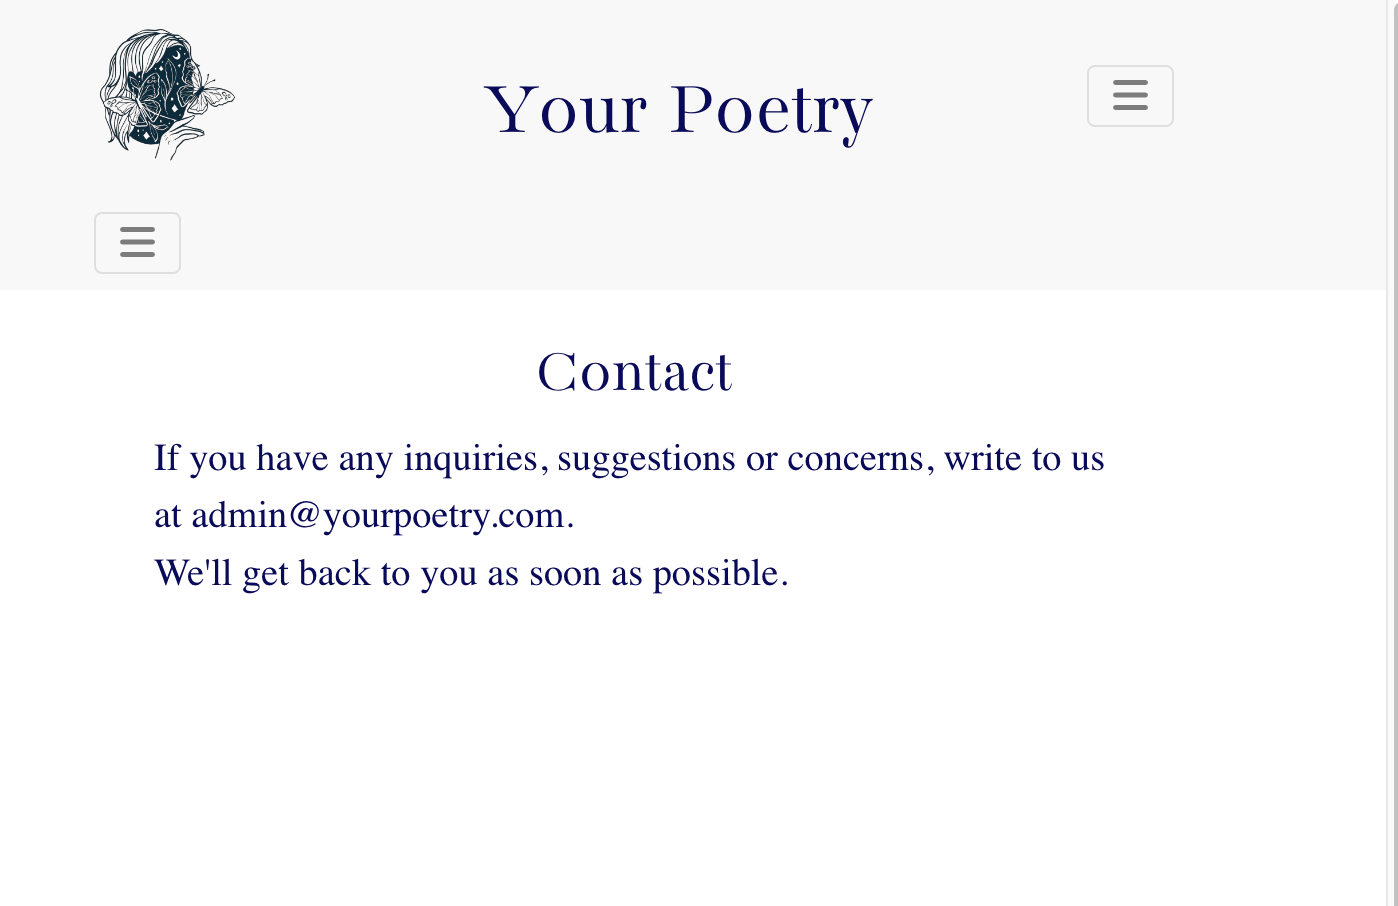 Your Poetry
Contact
If you have any inquiries, suggestions or concerns, write to us
at admin@yourpoetry.com.
We'll get back to you as soon as possible.